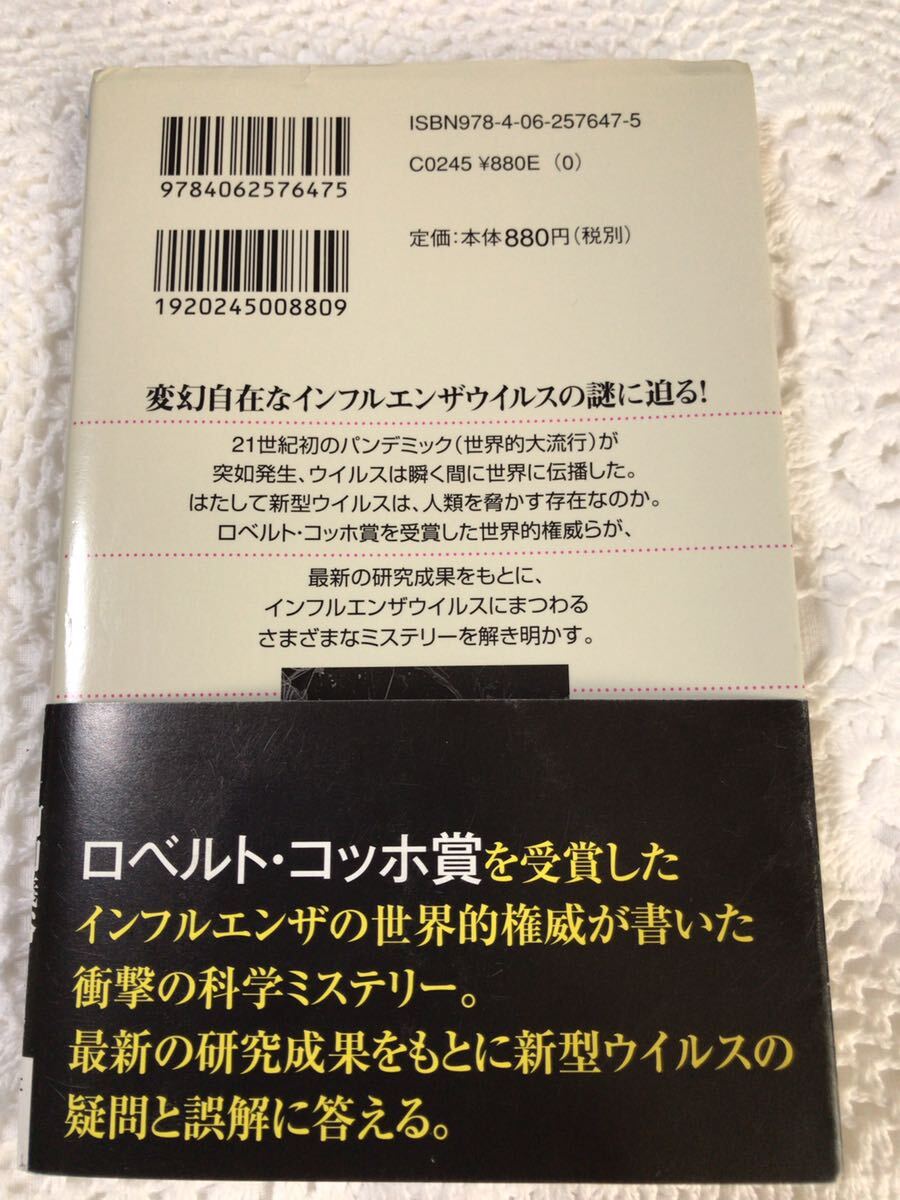 ISBN978-4-06-257647-5
C0245 ¥880E (0)
9784062576475
定価:本体880円(税別)
1920245008809
変幻自在なインフルエンザウイルスの謎に迫る!
21世紀初のパンデミック(世界的大流行)が
突如発生、ウイルスは瞬く間に世界に伝播した。
はたして新型ウイルスは、人類を脅かす存在なのか。
ロベルト・コッホ賞を受賞した世界的権威らが、
最新の研究成果をもとに、
インフルエンザウイルスにまつわる
さまざまなミステリーを解き明かす。
ロベルト・コッホ賞を受賞した
インフルエンザの世界的権威が書いた
衝撃の科学ミステリー。
最新の研究成果をもとに新型ウイルスの
疑問と誤解に答える。